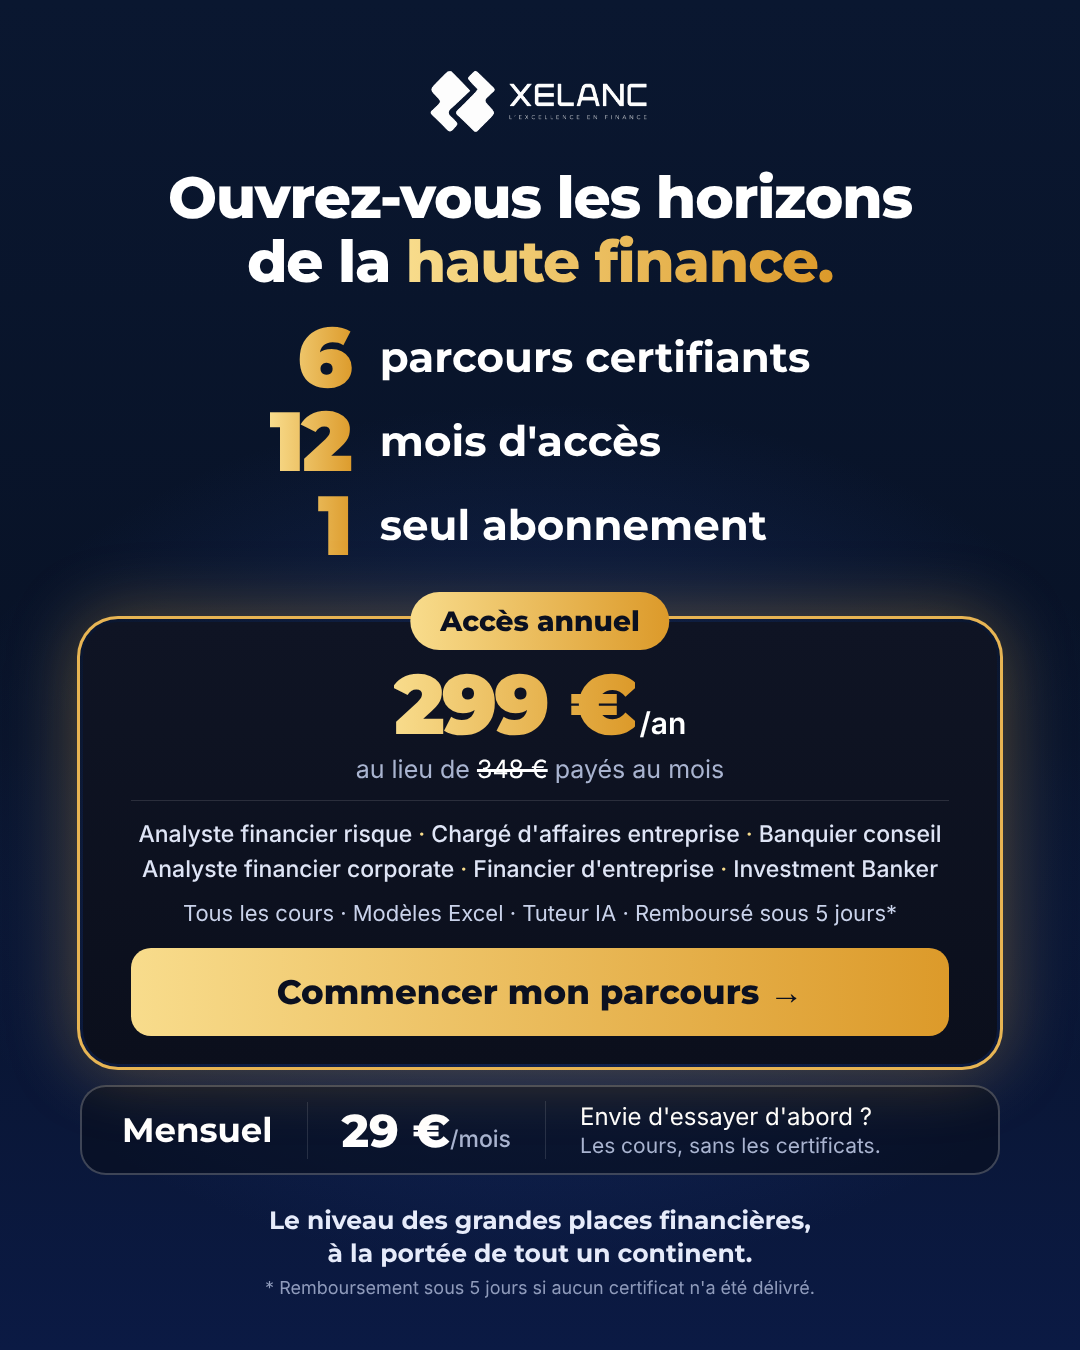 XELANC
L'EXCELLENCE EN FINANCE
Ouvrez-vous les horizons
de la haute finance.
6 parcours certifiants
12 mois d'accès
1 seul abonnement
Accès annuel
299 €/an
au lieu de 348 € payés au mois
Analyste financier risque · Chargé d'affaires entreprise · Banquier conseil
Analyste financier corporate · Financier d'entreprise · Investment Banker
Tous les cours · Modèles Excel · Tuteur IA · Remboursé sous 5 jours*
Commencer mon parcours →
Mensuel
29 €/mois
Envie d'essayer d'abord ?
Les cours, sans les certificats.
Le niveau des grandes places financières,
à la portée de tout un continent.
* Remboursement sous 5 jours si aucun certificat n'a été délivré.